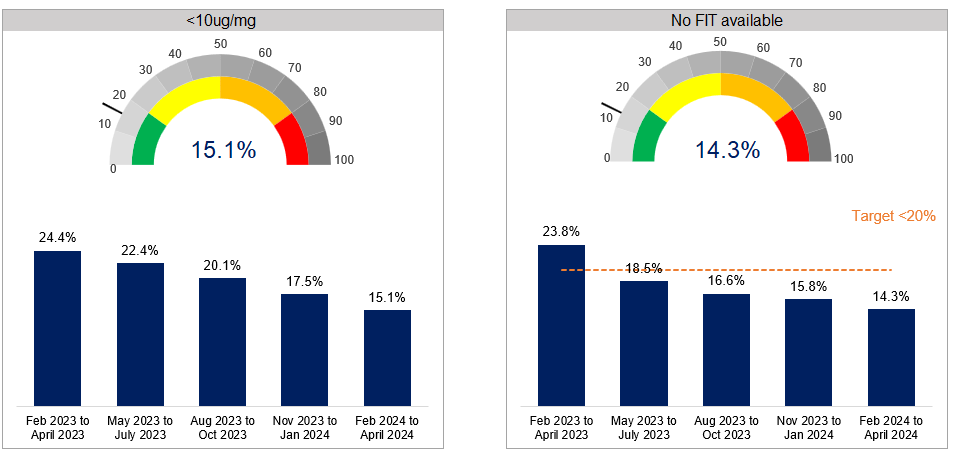 <10ug/mg
0
10
20
30
40
50
60
70
80
90
100
15.1%
24.4%
22.4%
20.1%
17.5%
15.1%
Feb 2023 to
April 2023
May 2023 to
July 2023
Aug 2023 to
Oct 2023
Nov 2023 to
Jan 2024
Feb 2024 to
April 2024
No FIT available
0
10
20
30
40
50
60
70
80
90
100
14.3%
Target <20%
23.8%
18.5%
16.6%
15.8%
14.3%
Feb 2023 to
April 2023
May 2023 to
July 2023
Aug 2023 to
Oct 2023
Nov 2023 to
Jan 2024
Feb 2024 to
April 2024